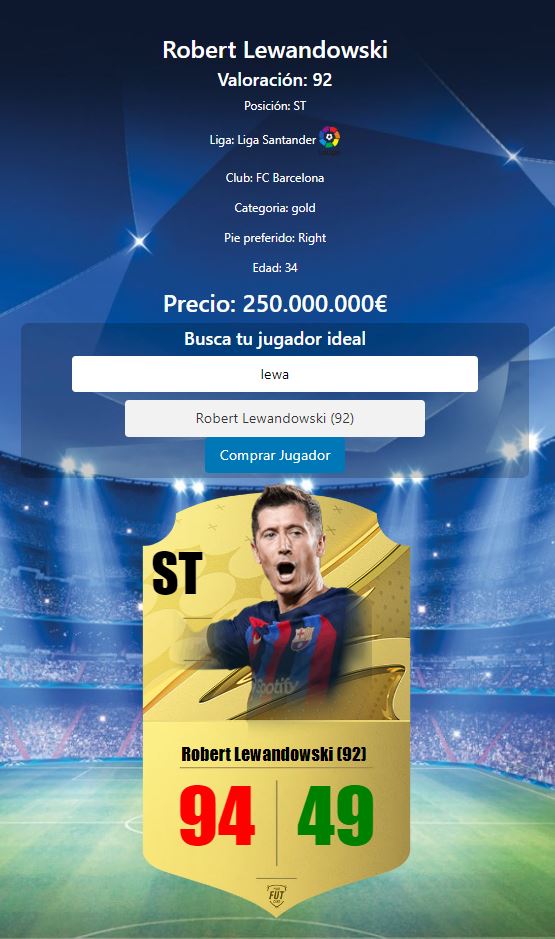 Robert Lewandowski
Valoración: 92
Posición: ST
Liga: Liga Santander
Club: FC Barcelona
Categoria: gold
Pie preferido: Right
Edad: 34
Precio: 250.000.000€
Busca tu jugador ideal
lewa
Robert Lewandowski (92)
Comprar Jugador
ST
Spotify
Robert Lewandowski (92)
94 49
FUT